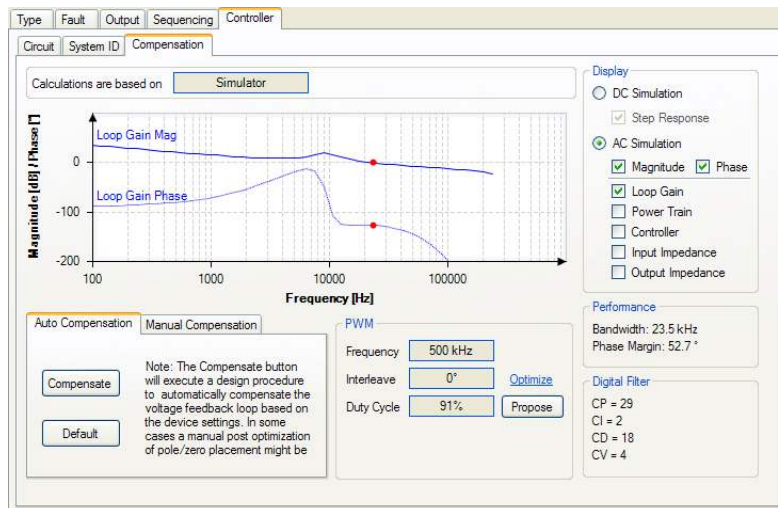 Type Fault Output Sequencing Controller
Circuit System ID Compensation
Calculations are based on Simulator
Magnitude [dB] / Phase [°]
Loop Gain Mag
Loop Gain Phase
0
-100
-200
100 1000 10000 100000
Frequency [Hz]
Display
DC Simulation
Step Response
AC Simulation
Magnitude Phase
Loop Gain
Power Train
Controller
Input Impedance
Output Impedance
Auto Compensation Manual Compensation
Compensate
Default
Note: The Compensate button
will execute a design procedure
to automatically compensate the
voltage feedback loop based on
the device settings. In some
cases a manual post optimization
of pole/zero placement might be
PWM
Frequency 500 kHz
Interleave 0° Optimize
Duty Cycle 91% Propose
Performance
Bandwidth: 23.5 kHz
Phase Margin: 52.7 °
Digital Filter
CP = 29
CI = 2
CD = 18
CV = 4